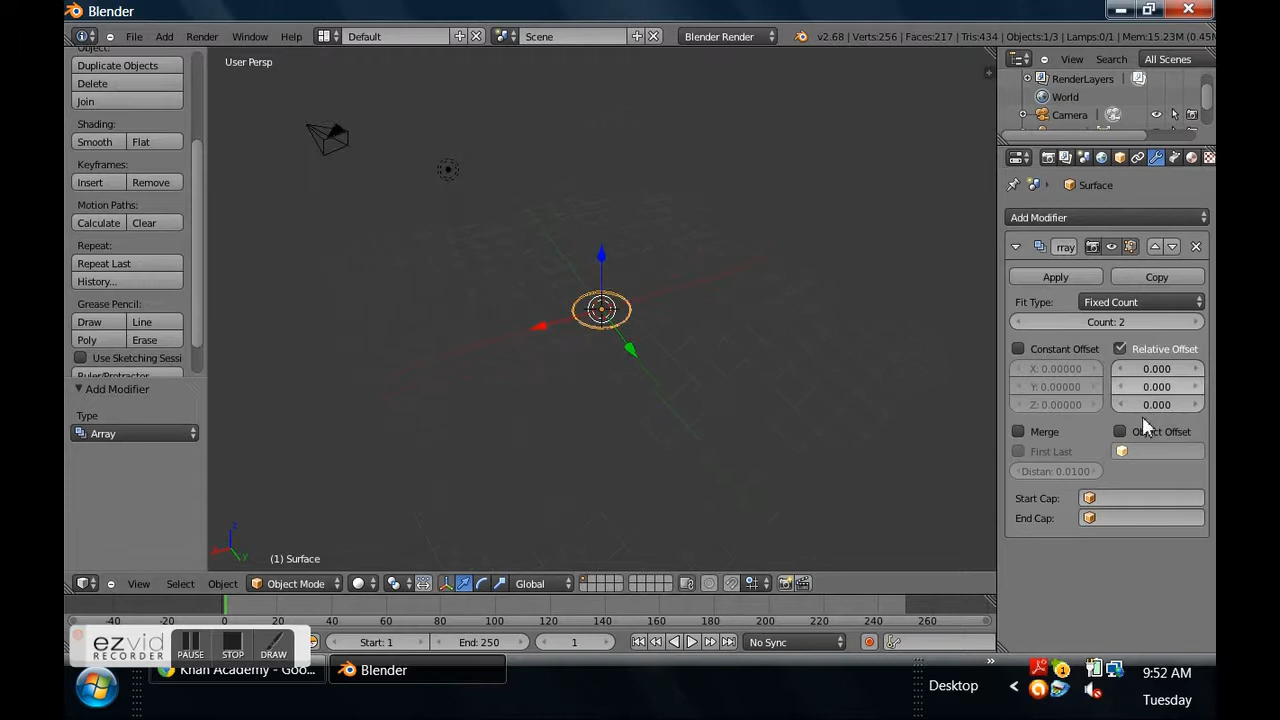 Blender
File Add Render Window Help Default Scene Blender Render v2.68 | Verts:256 | Faces:217 | Tris:434 | Objects:1/3 | Lamps:0/1 | Mem:15.23M (0.45M
Object:
Duplicate Objects
Delete
Join
Shading:
Smooth Flat
Keyframes:
Insert Remove
Motion Paths:
Calculate Clear
Repeat:
Repeat Last
History...
Grease Pencil:
Draw Line
Poly Erase
Use Sketching Sessi
Ruler/Protractor
Add Modifier
Type
Array
User Persp
(1) Surface
View Select Object Object Mode Global
View Search All Scenes
RenderLayers
World
Camera
Surface
Add Modifier
rray
Apply Copy
Fit Type: Fixed Count
Count: 2
Constant Offset Relative Offset
X: 0.00000 0.000
Y: 0.00000 0.000
Z: 0.00000 0.000
Merge Object Offset
First Last
Distan: 0.0100
Start Cap:
End Cap:
-40 -20 0 20 40 60 80 100 120 140 160 180 200 220 240 260
Start: 1 End: 250 1 No Sync
ezvid
RECORDER
PAUSE STOP DRAW
Khan Academy - Goo... Blender
Desktop
9:52 AM
Tuesday